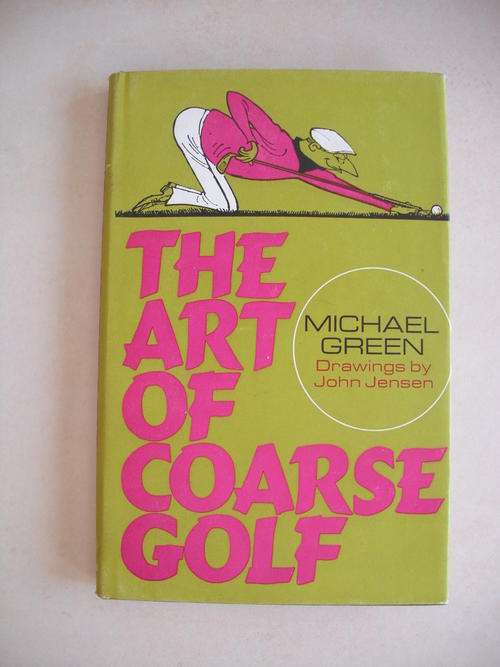 THE
ART
OF
COARSE
GOLF
MICHAEL
GREEN
Drawings by
John Jensen